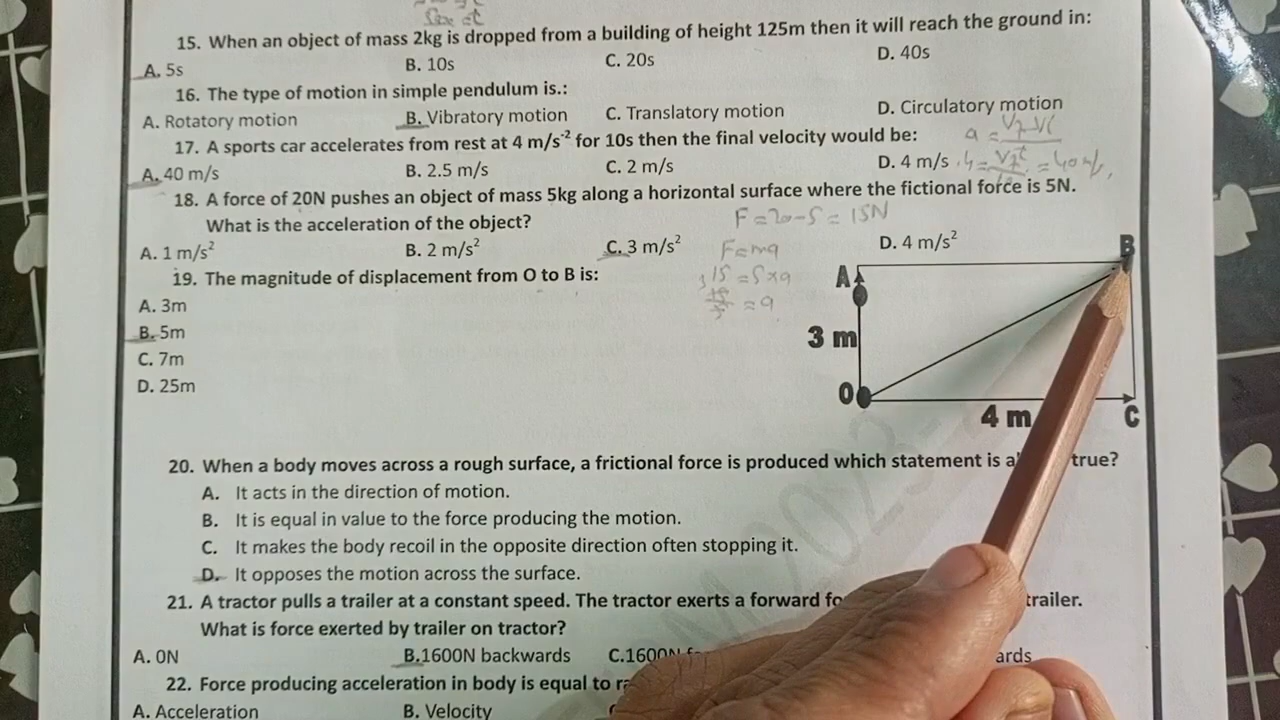 15. When an object of mass 2kg is dropped from a building of height 125m then it will reach the ground in:
A. 5s B. 10s C. 20s D. 40s
16. The type of motion in simple pendulum is.:
A. Rotatory motion B. Vibratory motion C. Translatory motion D. Circulatory motion
17. A sports car accelerates from rest at 4 m/s⁻² for 10s then the final velocity would be:
A. 40 m/s B. 2.5 m/s C. 2 m/s D. 4 m/s
18. A force of 20N pushes an object of mass 5kg along a horizontal surface where the fictional force is 5N.
What is the acceleration of the object?
F = 20-5 = 15N
A. 1 m/s² B. 2 m/s² C. 3 m/s² D. 4 m/s²
F=ma
19. The magnitude of displacement from O to B is:
15 = 5×a
A. 3m
B. 5m
C. 7m
D. 25m
A
B
3 m
O
4 m
C
20. When a body moves across a rough surface, a frictional force is produced which statement is true?
A. It acts in the direction of motion.
B. It is equal in value to the force producing the motion.
C. It makes the body recoil in the opposite direction often stopping it.
D. It opposes the motion across the surface.
21. A tractor pulls a trailer at a constant speed. The tractor exerts a forward trailer.
What is force exerted by trailer on tractor?
A. 0N B.1600N backwards C.1600N
22. Force producing acceleration in body is equal to
A. Acceleration B. Velocity